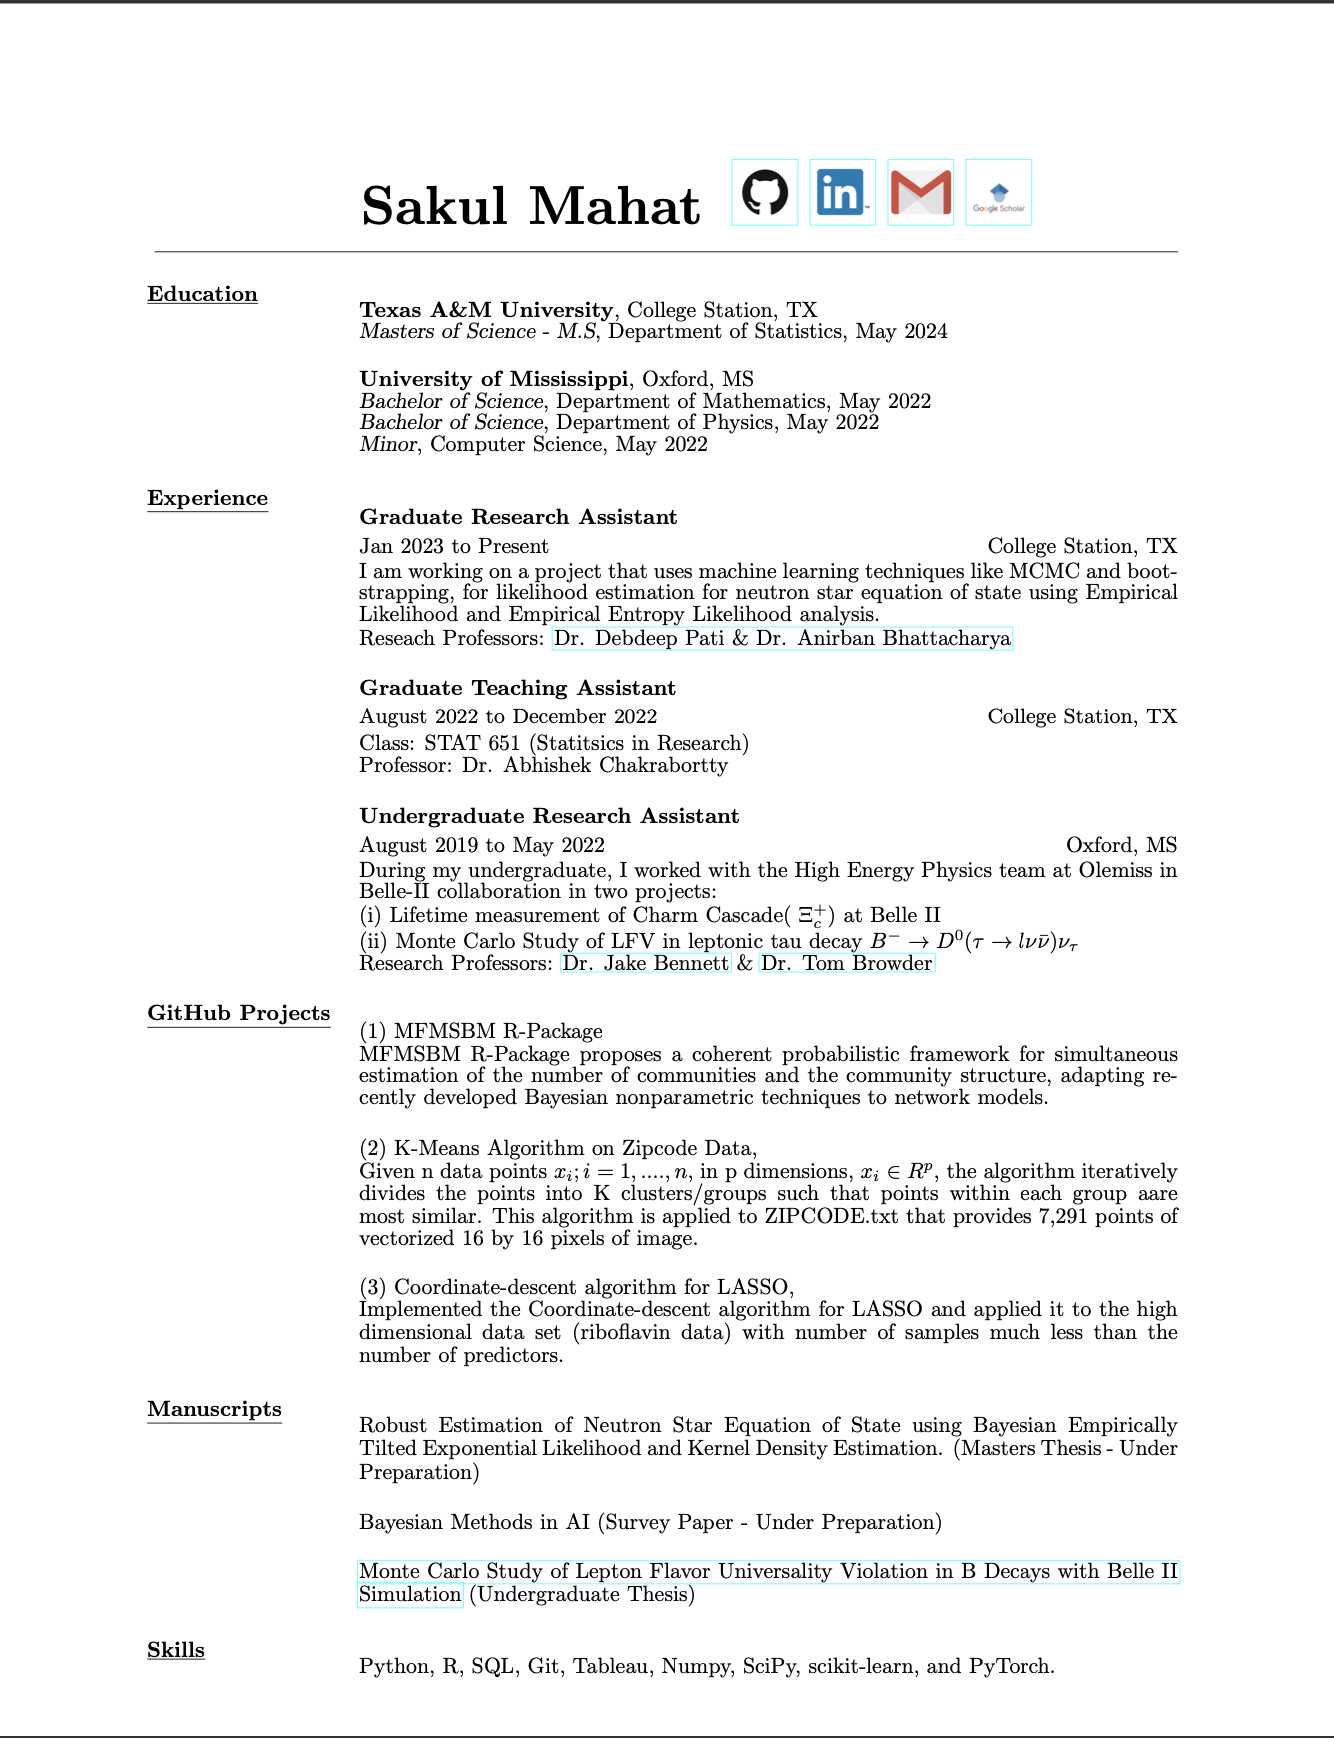 Sakul Mahat
in
Google Scholar
Education
Texas A&M University, College Station, TX
Masters of Science - M.S, Department of Statistics, May 2024
University of Mississippi, Oxford, MS
Bachelor of Science, Department of Mathematics, May 2022
Bachelor of Science, Department of Physics, May 2022
Minor, Computer Science, May 2022
Experience
Graduate Research Assistant
Jan 2023 to Present College Station, TX
I am working on a project that uses machine learning techniques like MCMC and boot-
strapping, for likelihood estimation for neutron star equation of state using Empirical
Likelihood and Empirical Entropy Likelihood analysis.
Reseach Professors: Dr. Debdeep Pati & Dr. Anirban Bhattacharya
Graduate Teaching Assistant
August 2022 to December 2022 College Station, TX
Class: STAT 651 (Statitsics in Research)
Professor: Dr. Abhishek Chakrabortty
Undergraduate Research Assistant
August 2019 to May 2022 Oxford, MS
During my undergraduate, I worked with the High Energy Physics team at Olemiss in
Belle-II collaboration in two projects:
(i) Lifetime measurement of Charm Cascade( Ξ_c^+) at Belle II
(ii) Monte Carlo Study of LFV in leptonic tau decay B⁻ → D⁰(τ → lνν̄)ν_τ
Research Professors: Dr. Jake Bennett & Dr. Tom Browder
GitHub Projects
(1) MFMSBM R-Package
MFMSBM R-Package proposes a coherent probabilistic framework for simultaneous
estimation of the number of communities and the community structure, adapting re-
cently developed Bayesian nonparametric techniques to network models.
(2) K-Means Algorithm on Zipcode Data,
Given n data points x_i; i = 1, ...., n, in p dimensions, x_i ∈ R^p, the algorithm iteratively
divides the points into K clusters/groups such that points within each group aare
most similar. This algorithm is applied to ZIPCODE.txt that provides 7,291 points of
vectorized 16 by 16 pixels of image.
(3) Coordinate-descent algorithm for LASSO,
Implemented the Coordinate-descent algorithm for LASSO and applied it to the high
dimensional data set (riboflavin data) with number of samples much less than the
number of predictors.
Manuscripts
Robust Estimation of Neutron Star Equation of State using Bayesian Empirically
Tilted Exponential Likelihood and Kernel Density Estimation. (Masters Thesis - Under
Preparation)
Bayesian Methods in AI (Survey Paper - Under Preparation)
Monte Carlo Study of Lepton Flavor Universality Violation in B Decays with Belle II
Simulation (Undergraduate Thesis)
Skills
Python, R, SQL, Git, Tableau, Numpy, SciPy, scikit-learn, and PyTorch.